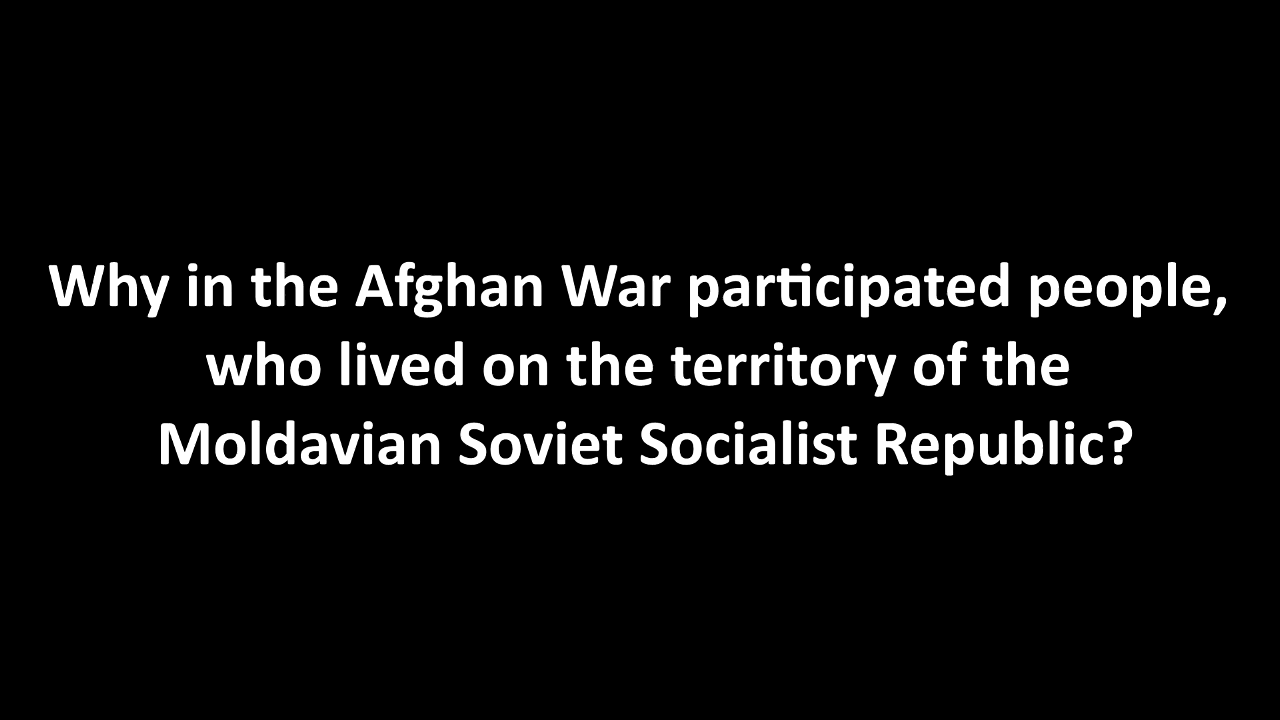 Why in the Afghan War participated people,
who lived on the territory of the
Moldavian Soviet Socialist Republic?